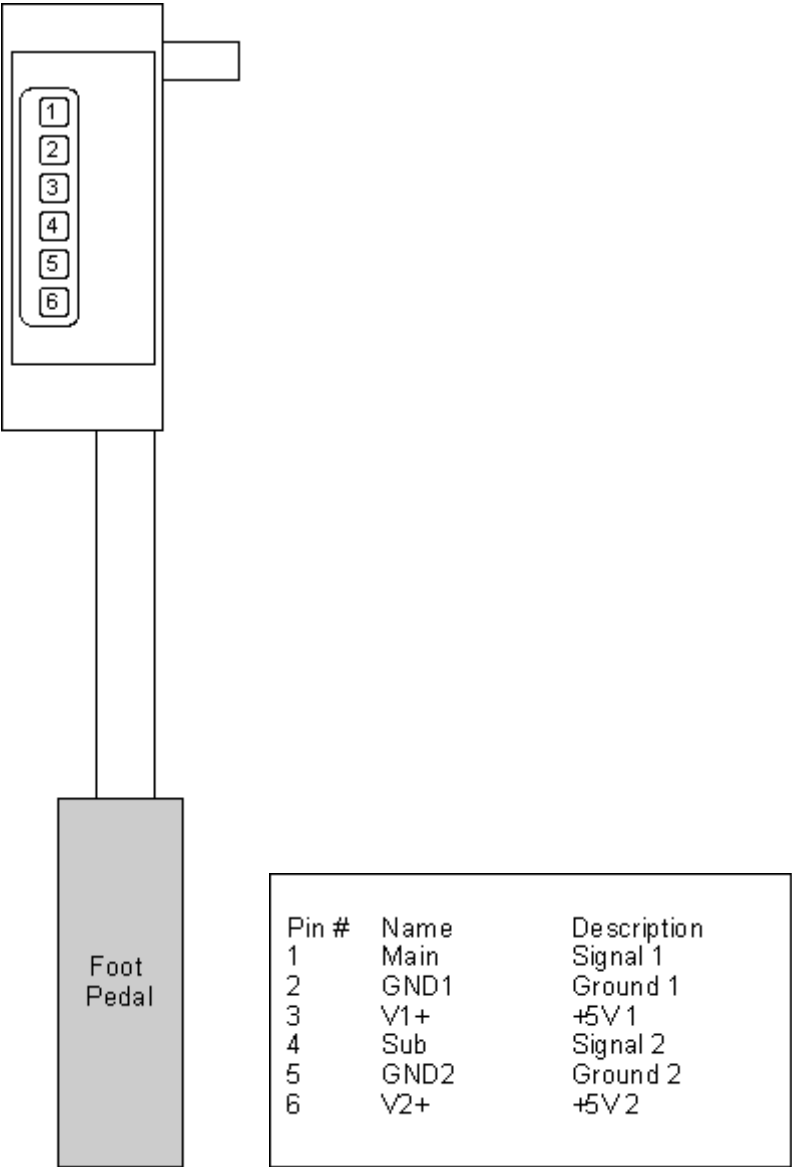 1
2
3
4
5
6
Foot
Pedal
Pin # Name Description
1 Main Signal 1
2 GND1 Ground 1
3 V1+ +5V 1
4 Sub Signal 2
5 GND2 Ground 2
6 V2+ +5V 2